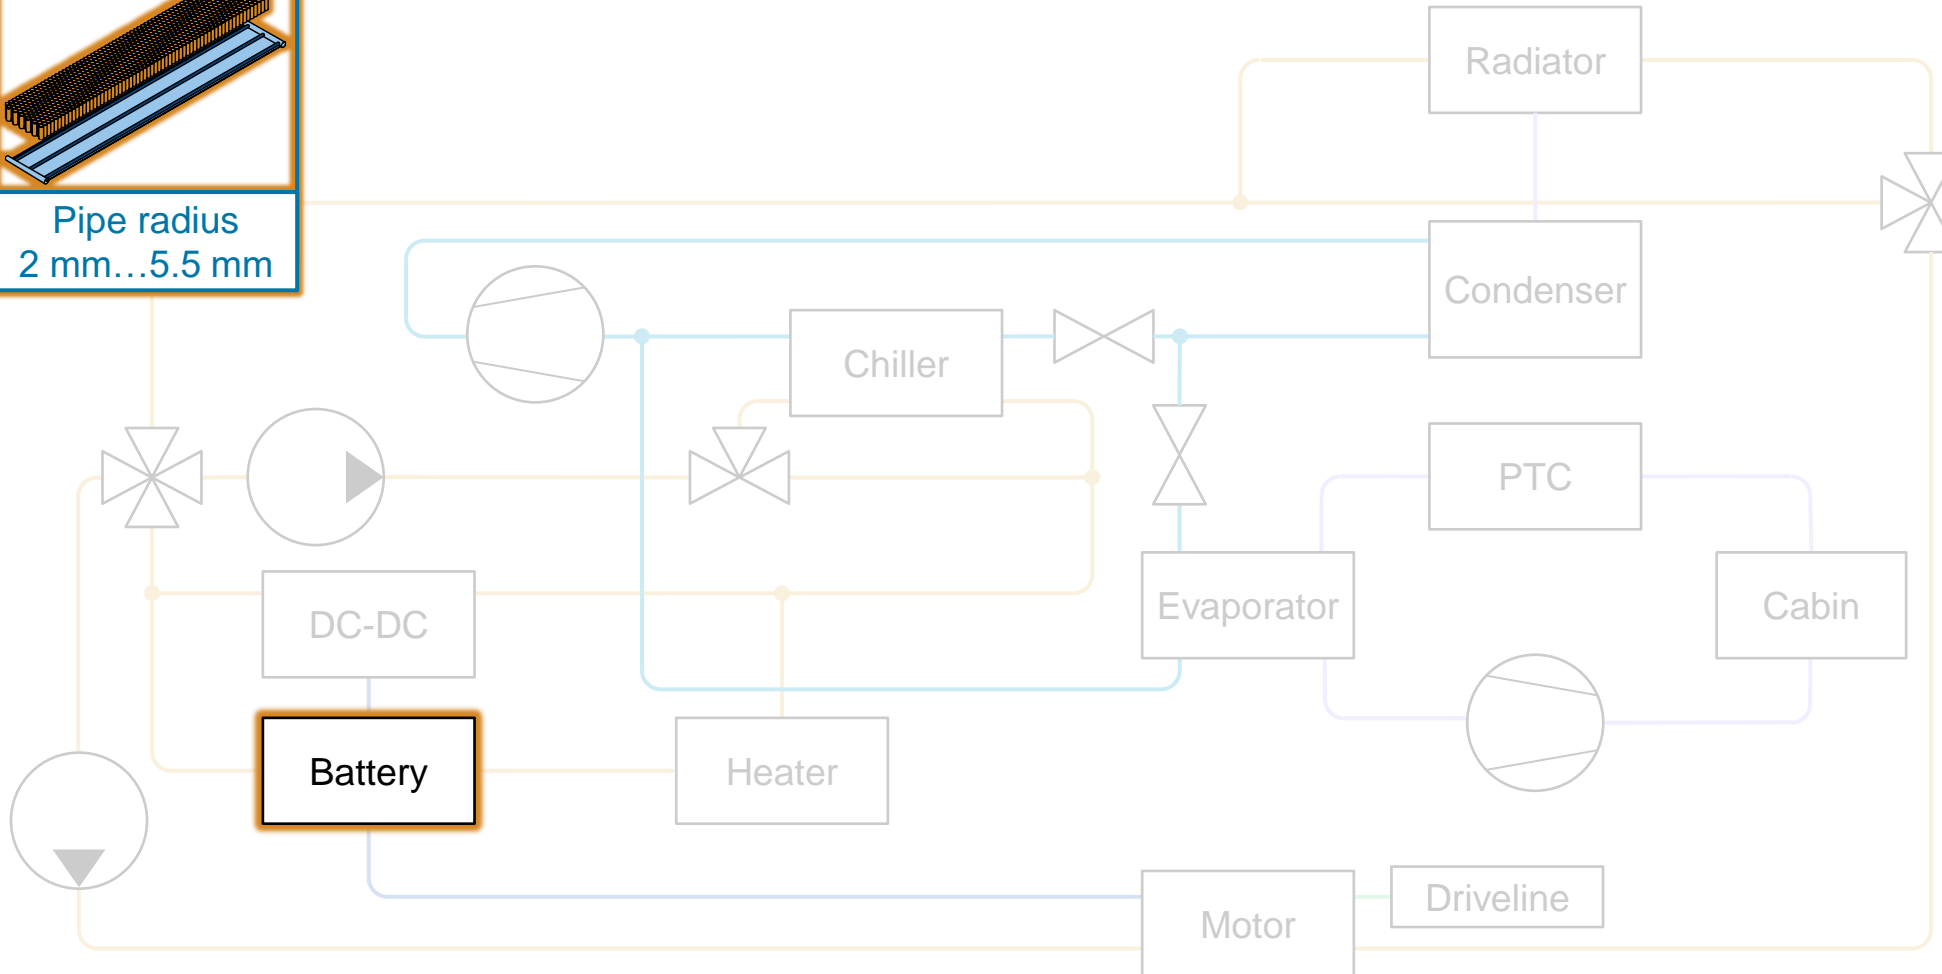 Radiator
Pipe radius
2 mm…5.5 mm
Condenser
Chiller
PTC
Evaporator
Cabin
DC-DC
Battery
Heater
Driveline
Motor